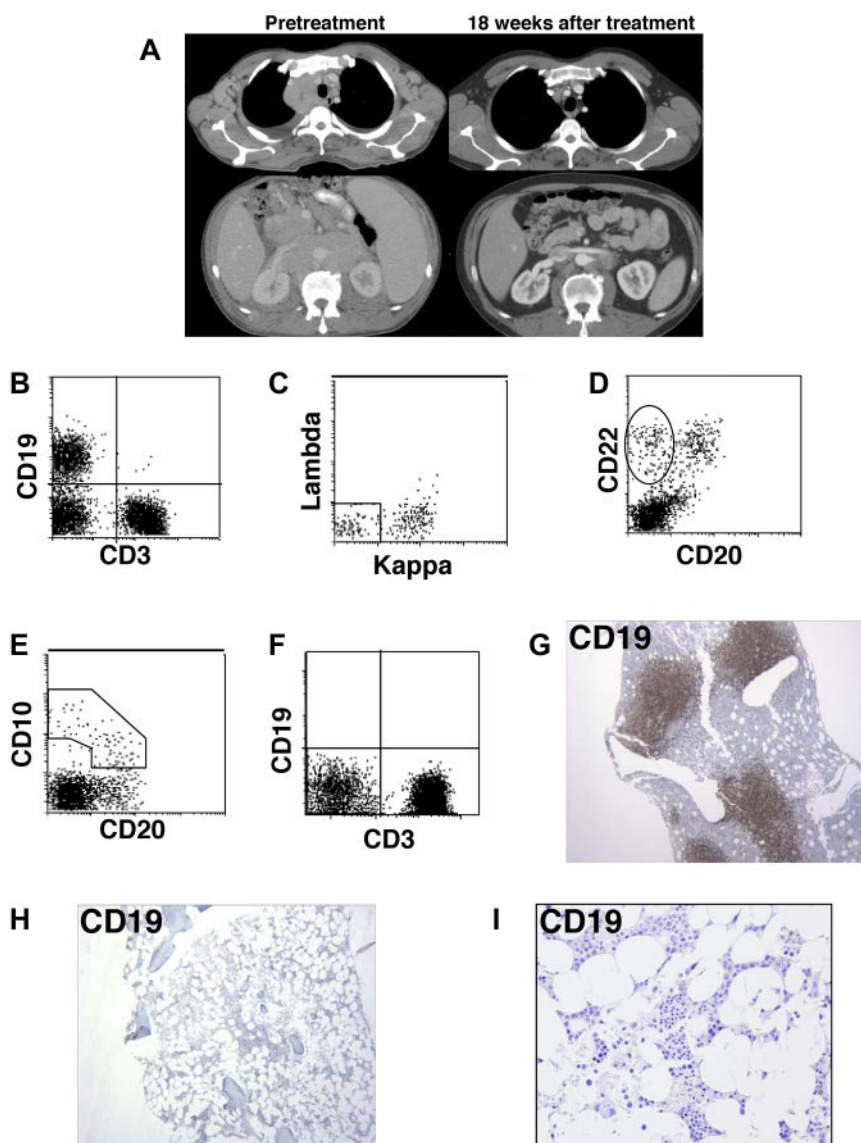 Pretreatment 18 weeks after treatment
A
B
CD19
CD3
C
Lambda
Kappa
D
CD22
CD20
E
CD10
CD20
F
CD19
CD3
G
CD19
H
CD19
I
CD19